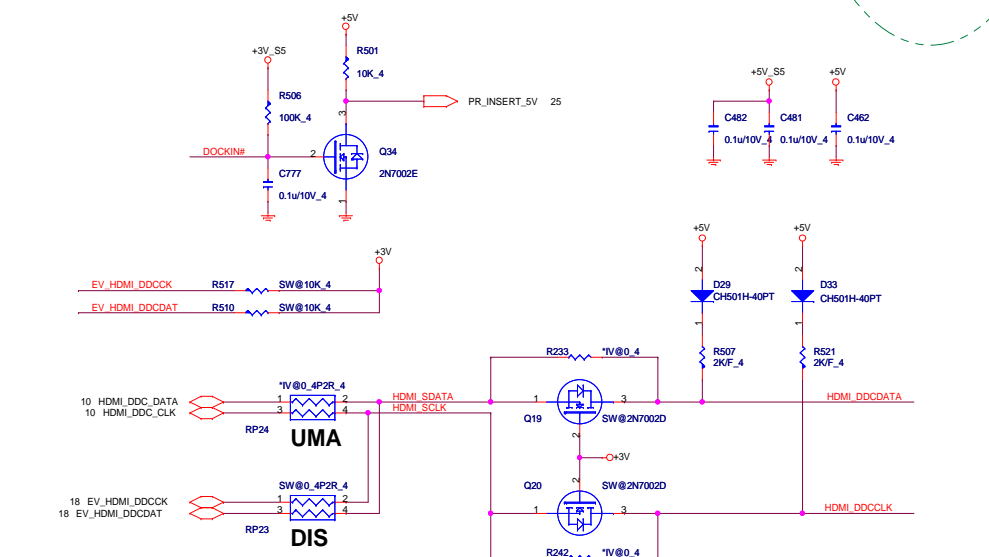 +5V
+3V_S5
R501
10K_4
R506
100K_4
3
PR_INSERT_5V 25
DOCKIN#
2
Q34
2N7002E
C777
0.1u/10V_4
1
+5V_S5
+5V
C482
0.1u/10V_4
C481
0.1u/10V_4
C462
0.1u/10V_4
+3V
EV_HDMI_DDCCK
R517
SW@10K_4
EV_HDMI_DDCDAT
R510
SW@10K_4
+5V
+5V
2
D29
CH501H-40PT
1
2
D33
CH501H-40PT
1
R507
2K/F_4
R521
2K/F_4
R233
*IV@0_4
*IV@0_4P2R_4
10 HDMI_DDC_DATA
1
2
HDMI_SDATA
10 HDMI_DDC_CLK
3
4
HDMI_SCLK
RP24
UMA
1
3
Q19
SW@2N7002D
2
HDMI_DDCDATA
+3V
2
Q20
SW@2N7002D
1
3
HDMI_DDCCLK
SW@0_4P2R_4
18 EV_HDMI_DDCCK
1
2
18 EV_HDMI_DDCDAT
3
4
RP23
DIS
R242
*IV@0_4